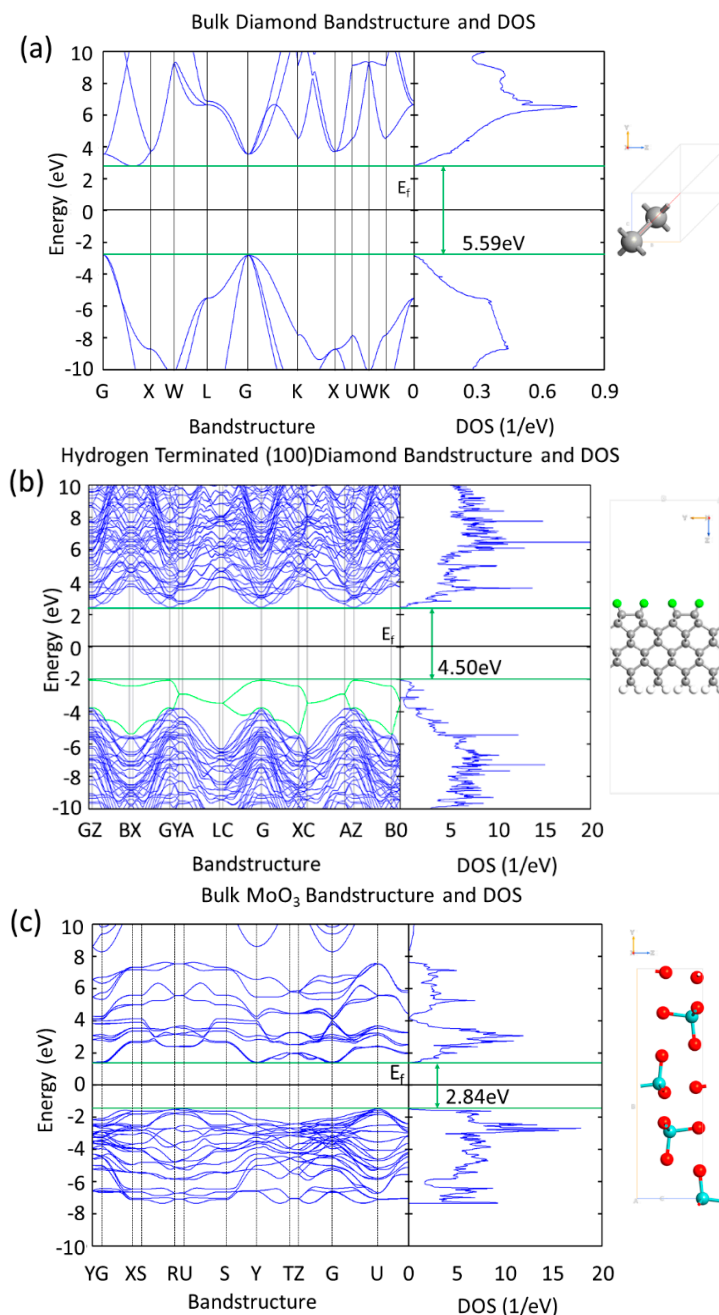 Bulk Diamond Bandstructure and DOS
(a)
10
8
6
4
2
0
-2
-4
-6
-8
-10
Energy (eV)
E_f
5.59eV
G X W L G K X U W K 0 0.3 0.6 0.9
Bandstructure DOS (1/eV)
Y
Z
Hydrogen Terminated (100)Diamond Bandstructure and DOS
(b)
10
8
6
4
2
0
-2
-4
-6
-8
-10
Energy (eV)
E_f
4.50eV
GZ BX GYA LC G XC AZ B0 5 10 15 20
Bandstructure DOS (1/eV)
Y
Z
Bulk MoO₃ Bandstructure and DOS
(c)
10
8
6
4
2
0
-2
-4
-6
-8
-10
Energy (eV)
E_f
2.84eV
YG XS RU S Y TZ G U 0 5 10 15 20
Bandstructure DOS (1/eV)
Y
Z